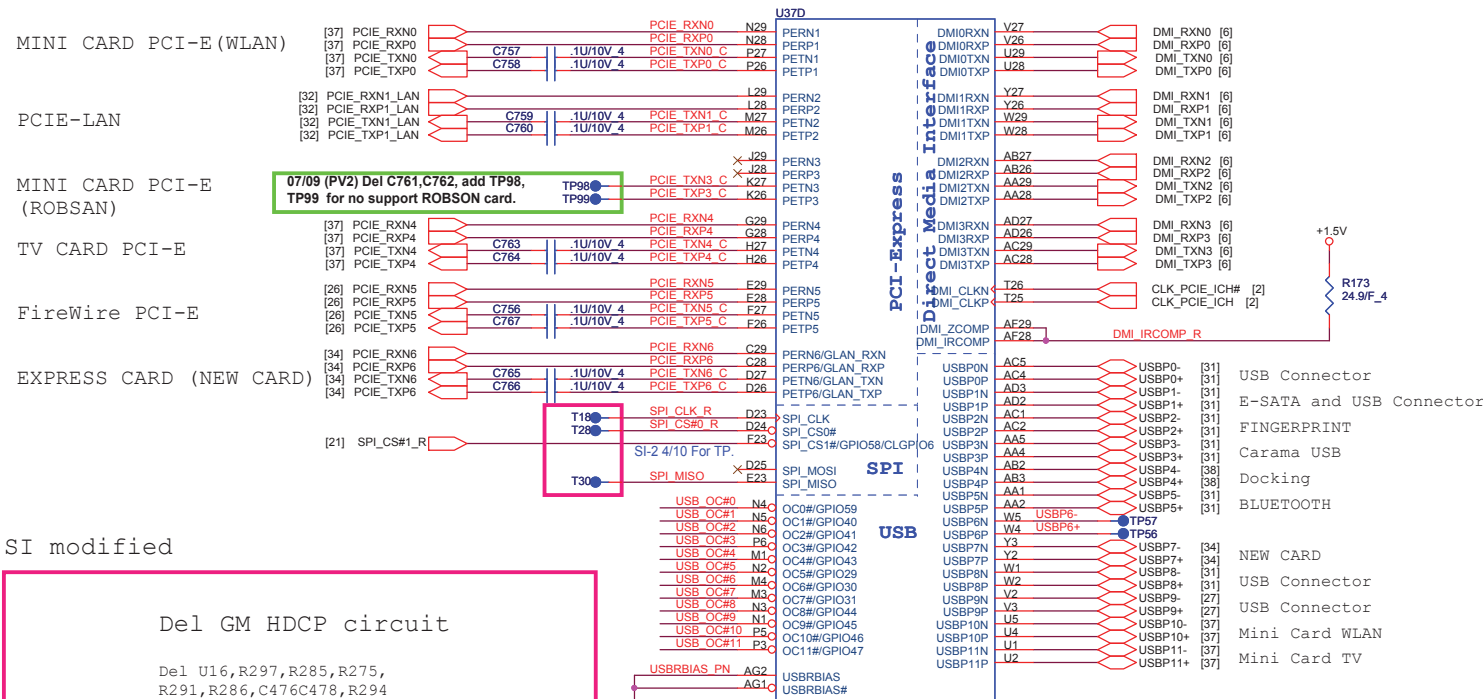 U37D
MINI CARD PCI-E(WLAN)
[37] PCIE_RXN0 PCIE_RXN0 N29 PERN1
[37] PCIE_RXP0 PCIE_RXP0 N28 PERP1
[37] PCIE_TXN0 C757 .1U/10V_4 PCIE_TXN0_C P27 PETN1
[37] PCIE_TXP0 C758 .1U/10V_4 PCIE_TXP0_C P26 PETP1
PCIE-LAN
[32] PCIE_RXN1_LAN L29 PERN2
[32] PCIE_RXP1_LAN L28 PERP2
[32] PCIE_TXN1_LAN C759 .1U/10V_4 PCIE_TXN1_C M27 PETN2
[32] PCIE_TXP1_LAN C760 .1U/10V_4 PCIE_TXP1_C M26 PETP2
MINI CARD PCI-E
(ROBSAN)
07/09 (PV2) Del C761,C762, add TP98,
TP99 for no support ROBSON card.
J29 PERN3
J28 PERP3
TP98 PCIE_TXN3_C K27 PETN3
TP99 PCIE_TXP3_C K26 PETP3
TV CARD PCI-E
[37] PCIE_RXN4 PCIE_RXN4 G29 PERN4
[37] PCIE_RXP4 PCIE_RXP4 G28 PERP4
[37] PCIE_TXN4 C763 .1U/10V_4 PCIE_TXN4_C H27 PETN4
[37] PCIE_TXP4 C764 .1U/10V_4 PCIE_TXP4_C H26 PETP4
FireWire PCI-E
[26] PCIE_RXN5 PCIE_RXN5 E29 PERN5
[26] PCIE_RXP5 PCIE_RXP5 E28 PERP5
[26] PCIE_TXN5 C756 .1U/10V_4 PCIE_TXN5_C F27 PETN5
[26] PCIE_TXP5 C767 .1U/10V_4 PCIE_TXP5_C F26 PETP5
EXPRESS CARD (NEW CARD)
[34] PCIE_RXN6 PCIE_RXN6 C29 PERN6/GLAN_RXN
[34] PCIE_RXP6 PCIE_RXP6 C28 PERP6/GLAN_RXP
[34] PCIE_TXN6 C765 .1U/10V_4 PCIE_TXN6_C D27 PETN6/GLAN_TXN
[34] PCIE_TXP6 C766 .1U/10V_4 PCIE_TXP6_C D26 PETP6/GLAN_TXP
T18 SPI_CLK_R D23 SPI_CLK
T28 SPI_CS#0_R D24 SPI_CS0#
[21] SPI_CS#1_R F23 SPI_CS1#/GPIO58/CLGPIO6
SI-2 4/10 For TP.
D25 SPI_MOSI
T30 SPI_MISO E23 SPI_MISO
USB_OC#0 N4 OC0#/GPIO59
USB_OC#1 N5 OC1#/GPIO40
USB_OC#2 N6 OC2#/GPIO41
USB_OC#3 P6 OC3#/GPIO42
USB_OC#4 M1 OC4#/GPIO43
USB_OC#5 N2 OC5#/GPIO29
USB_OC#6 M4 OC6#/GPIO30
USB_OC#7 M3 OC7#/GPIO31
USB_OC#8 N3 OC8#/GPIO44
USB_OC#9 N1 OC9#/GPIO45
USB_OC#10 P5 OC10#/GPIO46
USB_OC#11 P3 OC11#/GPIO47
USBRBIAS_PN AG2 USBRBIAS
AG1 USBRBIAS#
SI modified
Del GM HDCP circuit
Del U16,R297,R285,R275,
R291,R286,C476C478,R294
PCI-Express
Direct Media Interface
SPI
USB
DMI0RXN V27 DMI_RXN0 [6]
DMI0RXP V26 DMI_RXP0 [6]
DMI0TXN U29 DMI_TXN0 [6]
DMI0TXP U28 DMI_TXP0 [6]
DMI1RXN Y27 DMI_RXN1 [6]
DMI1RXP Y26 DMI_RXP1 [6]
DMI1TXN W29 DMI_TXN1 [6]
DMI1TXP W28 DMI_TXP1 [6]
DMI2RXN AB27 DMI_RXN2 [6]
DMI2RXP AB26 DMI_RXP2 [6]
DMI2TXN AA29 DMI_TXN2 [6]
DMI2TXP AA28 DMI_TXP2 [6]
DMI3RXN AD27 DMI_RXN3 [6]
DMI3RXP AD26 DMI_RXP3 [6]
DMI3TXN AC29 DMI_TXN3 [6]
DMI3TXP AC28 DMI_TXP3 [6]
DMI_CLKN T26 CLK_PCIE_ICH# [2]
DMI_CLKP T25 CLK_PCIE_ICH [2]
DMI_ZCOMP AF29
DMI_IRCOMP AF28 DMI_IRCOMP_R
+1.5V
R173
24.9/F_4
USBP0N AC5 USBP0- [31]
USBP0P AC4 USBP0+ [31] USB Connector
USBP1N AD3 USBP1- [31]
USBP1P AD2 USBP1+ [31] E-SATA and USB Connector
USBP2N AC1 USBP2- [31]
USBP2P AC2 USBP2+ [31] FINGERPRINT
USBP3N AA5 USBP3- [31]
USBP3P AA4 USBP3+ [31] Carama USB
USBP4N AB2 USBP4- [38]
USBP4P AB3 USBP4+ [38] Docking
USBP5N AA1 USBP5- [31]
USBP5P AA2 USBP5+ [31] BLUETOOTH
USBP6N W5 USBP6- TP57
USBP6P W4 USBP6+ TP56
USBP7N Y3 USBP7- [34]
USBP7P Y2 USBP7+ [34] NEW CARD
USBP8N W1 USBP8- [31]
USBP8P W2 USBP8+ [31] USB Connector
USBP9N V2 USBP9- [27]
USBP9P V3 USBP9+ [27] USB Connector
USBP10N U5 USBP10- [37]
USBP10P U4 USBP10+ [37] Mini Card WLAN
USBP11N U1 USBP11- [37]
USBP11P U2 USBP11+ [37] Mini Card TV